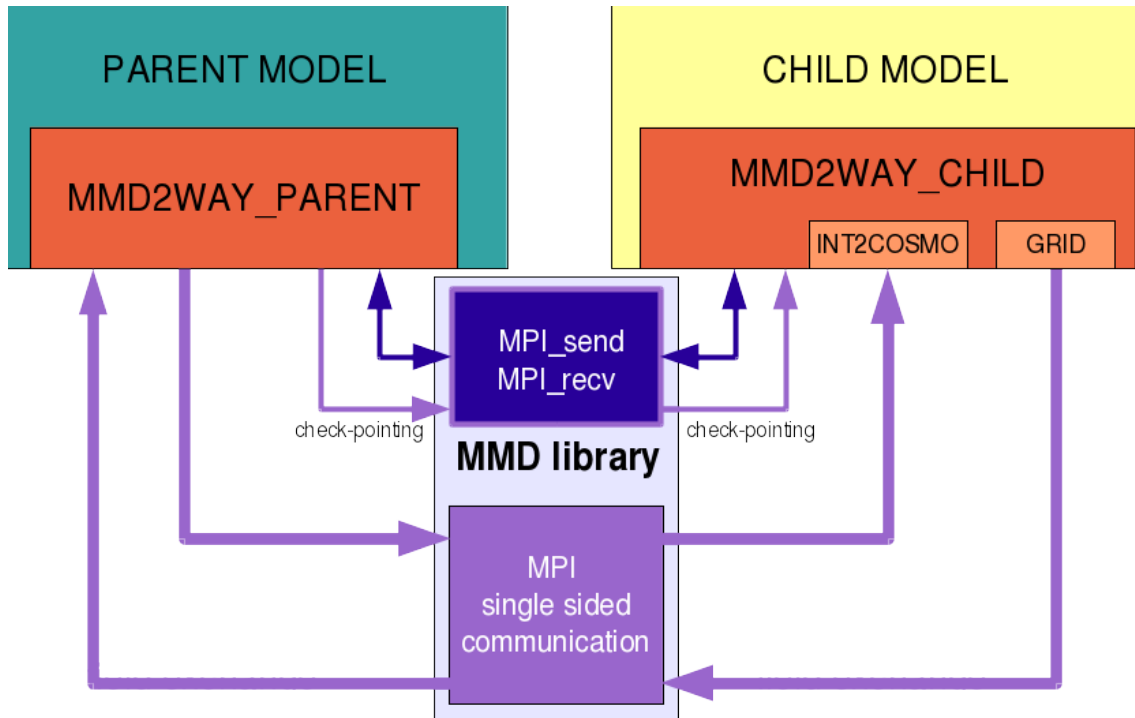 PARENT MODEL
CHILD MODEL
MMD2WAY_PARENT
MMD2WAY_CHILD
INT2COSMO
GRID
MPI_send
MPI_recv
check-pointing
check-pointing
MMD library
MPI
single sided
communication